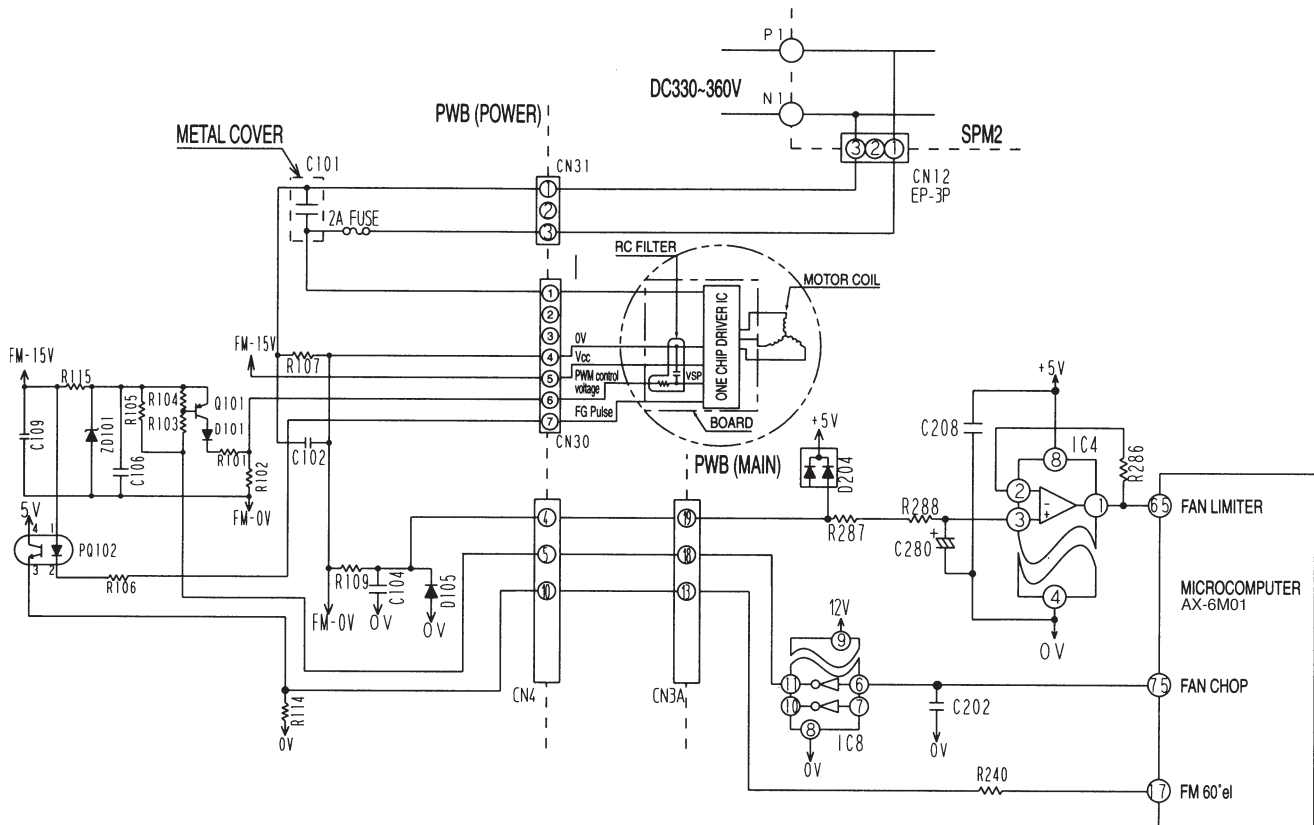 P1
DC330~360V
N1
PWB (POWER)
SPM2
METAL COVER
C101
CN31
3 2 1
CN12
EP-3P
1
2
3
2A FUSE
RC FILTER
MOTOR COIL
1
2
3
4
5
6
7
0V
Vcc
PWM control
voltage
FG Pulse
VSP
ONE CHIP DRIVER IC
BOARD
CN30
FM-15V
R107
FM-15V
R115
C109
ZD101
C106
R105
R104
R103
Q101
D101
R101
R102
FM-0V
C102
5V
4 1
3 2
PQ102
R106
R114
0V
FM-0V
R109
C104
0V
D105
0V
4
5
10
CN4
PWB (MAIN)
19
18
13
CN3A
+5V
D204
R287
R288
C280
+5V
C208
IC4
8
2
3
1
4
0V
R286
65 FAN LIMITER
MICROCOMPUTER
AX-6M01
12V
9
11 6
10 7
8
IC8
0V
C202
0V
75 FAN CHOP
R240
17 FM 60°el